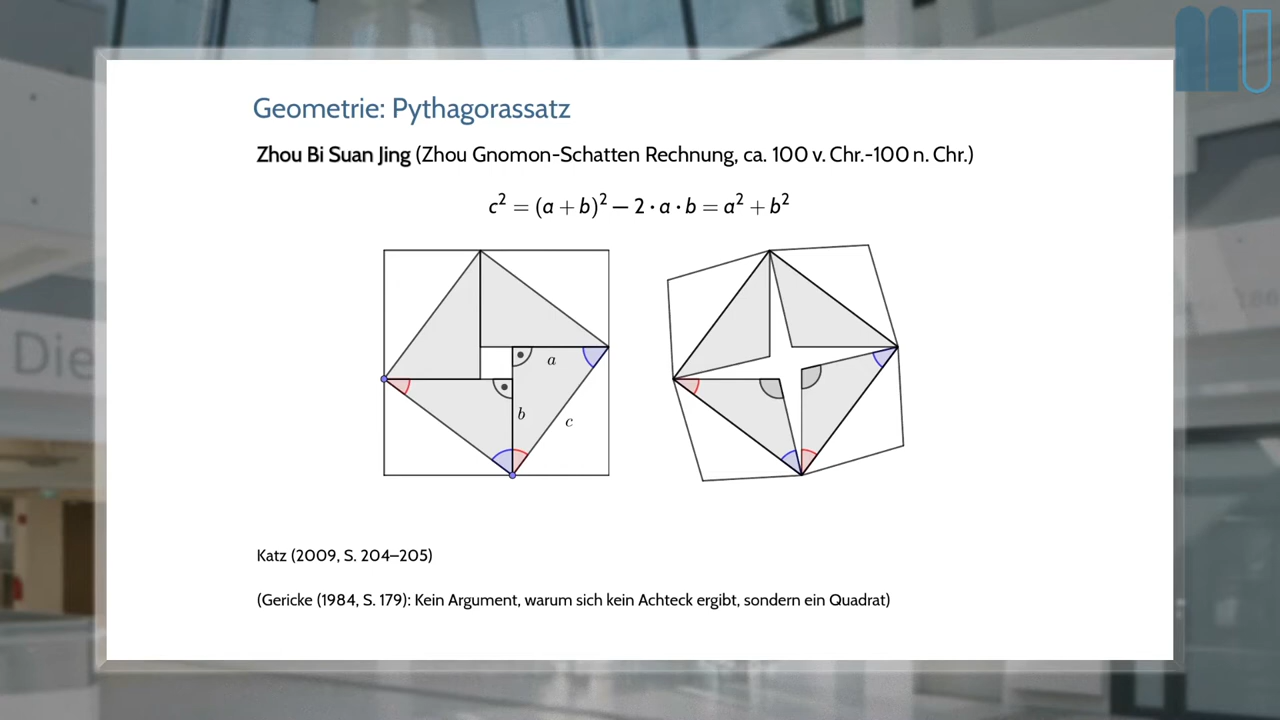 Geometrie: Pythagorassatz
Zhou Bi Suan Jing (Zhou Gnomon-Schatten Rechnung, ca. 100 v. Chr.-100 n. Chr.)
c² = (a + b)² − 2 · a · b = a² + b²
a
b
c
Die
Katz (2009, S. 204–205)
(Gericke (1984, S. 179): Kein Argument, warum sich kein Achteck ergibt, sondern ein Quadrat)